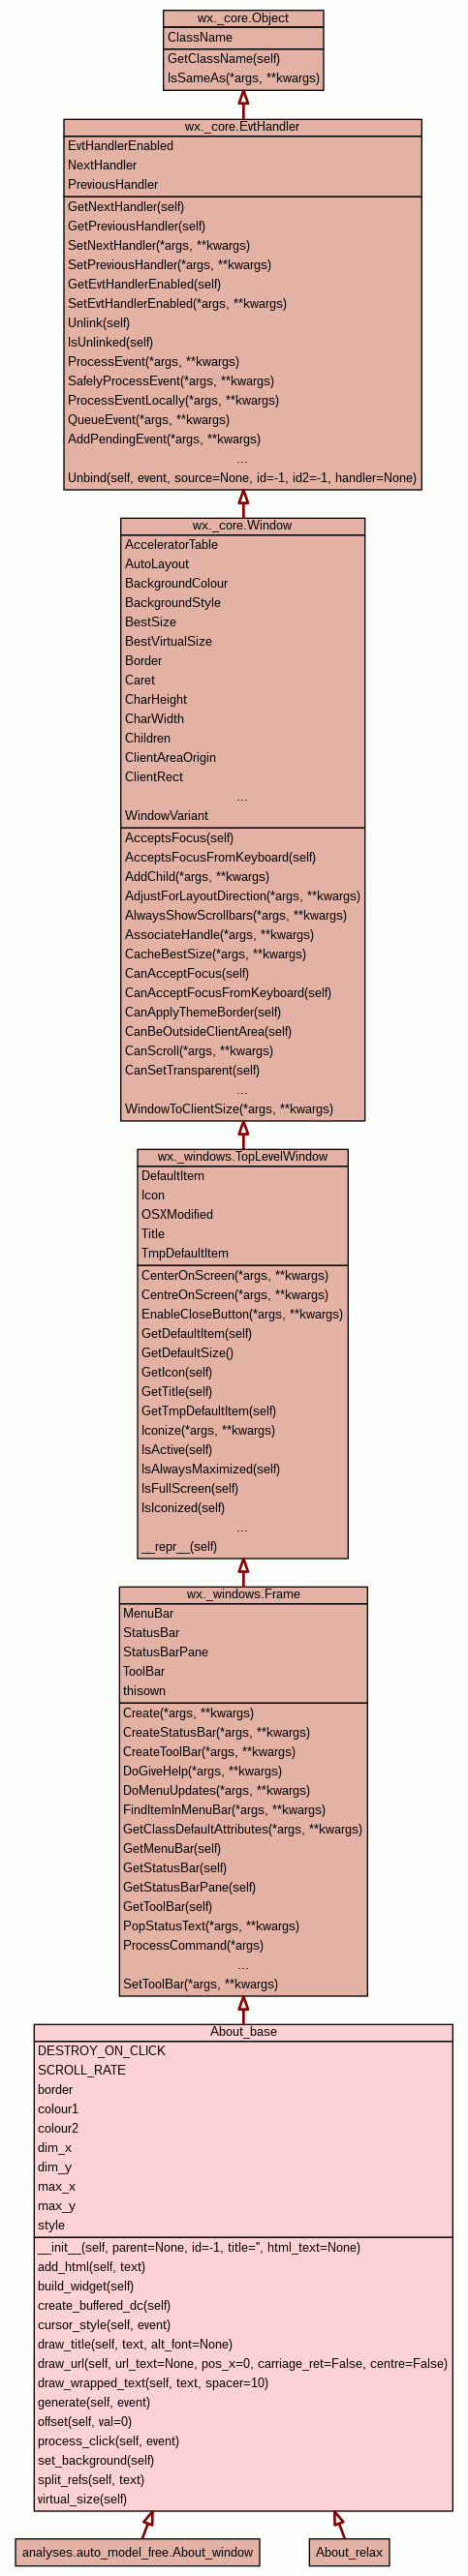 wx._core.Object
ClassName
GetClassName(self)
IsSameAs(*args, **kwargs)
wx._core.EvtHandler
EvtHandlerEnabled
NextHandler
PreviousHandler
GetNextHandler(self)
GetPreviousHandler(self)
SetNextHandler(*args, **kwargs)
SetPreviousHandler(*args, **kwargs)
GetEvtHandlerEnabled(self)
SetEvtHandlerEnabled(*args, **kwargs)
Unlink(self)
IsUnlinked(self)
ProcessEvent(*args, **kwargs)
SafelyProcessEvent(*args, **kwargs)
ProcessEventLocally(*args, **kwargs)
QueueEvent(*args, **kwargs)
AddPendingEvent(*args, **kwargs)
...
Unbind(self, event, source=None, id=-1, id2=-1, handler=None)
wx._core.Window
AcceleratorTable
AutoLayout
BackgroundColour
BackgroundStyle
BestSize
BestVirtualSize
Border
Caret
CharHeight
CharWidth
Children
ClientAreaOrigin
ClientRect
...
WindowVariant
AcceptsFocus(self)
AcceptsFocusFromKeyboard(self)
AddChild(*args, **kwargs)
AdjustForLayoutDirection(*args, **kwargs)
AlwaysShowScrollbars(*args, **kwargs)
AssociateHandle(*args, **kwargs)
CacheBestSize(*args, **kwargs)
CanAcceptFocus(self)
CanAcceptFocusFromKeyboard(self)
CanApplyThemeBorder(self)
CanBeOutsideClientArea(self)
CanScroll(*args, **kwargs)
CanSetTransparent(self)
...
WindowToClientSize(*args, **kwargs)
wx._windows.TopLevelWindow
DefaultItem
Icon
OSXModified
Title
TmpDefaultItem
CenterOnScreen(*args, **kwargs)
CentreOnScreen(*args, **kwargs)
EnableCloseButton(*args, **kwargs)
GetDefaultItem(self)
GetDefaultSize()
GetIcon(self)
GetTitle(self)
GetTmpDefaultItem(self)
Iconize(*args, **kwargs)
IsActive(self)
IsAlwaysMaximized(self)
IsFullScreen(self)
IsIconized(self)
...
__repr__(self)
wx._windows.Frame
MenuBar
StatusBar
StatusBarPane
ToolBar
thisown
Create(*args, **kwargs)
CreateStatusBar(*args, **kwargs)
CreateToolBar(*args, **kwargs)
DoGiveHelp(*args, **kwargs)
DoMenuUpdates(*args, **kwargs)
FindItemInMenuBar(*args, **kwargs)
GetClassDefaultAttributes(*args, **kwargs)
GetMenuBar(self)
GetStatusBar(self)
GetStatusBarPane(self)
GetToolBar(self)
PopStatusText(*args, **kwargs)
ProcessCommand(*args)
...
SetToolBar(*args, **kwargs)
About_base
DESTROY_ON_CLICK
SCROLL_RATE
border
colour1
colour2
dim_x
dim_y
max_x
max_y
style
__init__(self, parent=None, id=-1, title='', html_text=None)
add_html(self, text)
build_widget(self)
create_buffered_dc(self)
cursor_style(self, event)
draw_title(self, text, alt_font=None)
draw_url(self, url_text=None, pos_x=0, carriage_ret=False, centre=False)
draw_wrapped_text(self, text, spacer=10)
generate(self, event)
offset(self, val=0)
process_click(self, event)
set_background(self)
split_refs(self, text)
virtual_size(self)
analyses.auto_model_free.About_window
About_relax